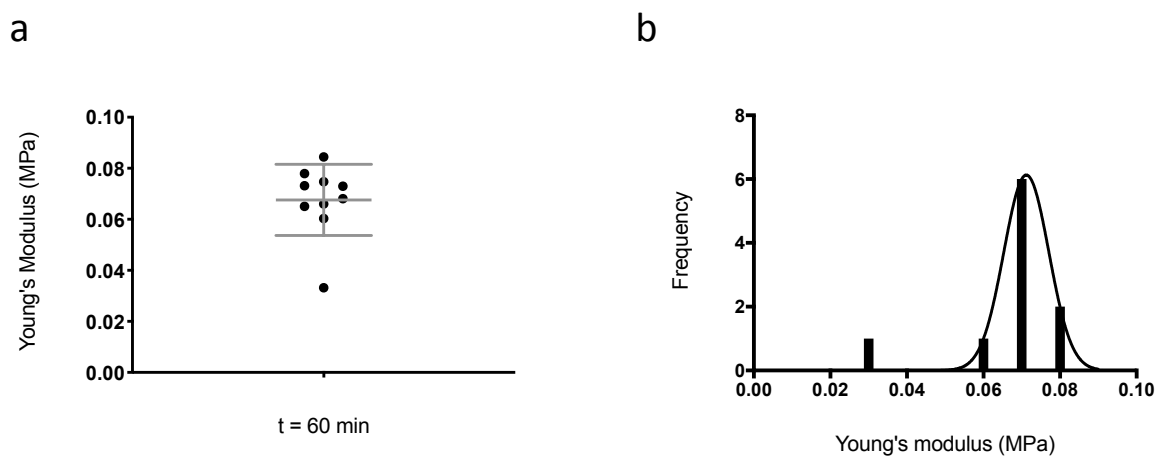 a
Young's Modulus (MPa)
0.10
0.08
0.06
0.04
0.02
0.00
t = 60 min
b
Frequency
8
6
4
2
0
0.00 0.02 0.04 0.06 0.08 0.10
Young's modulus (MPa)